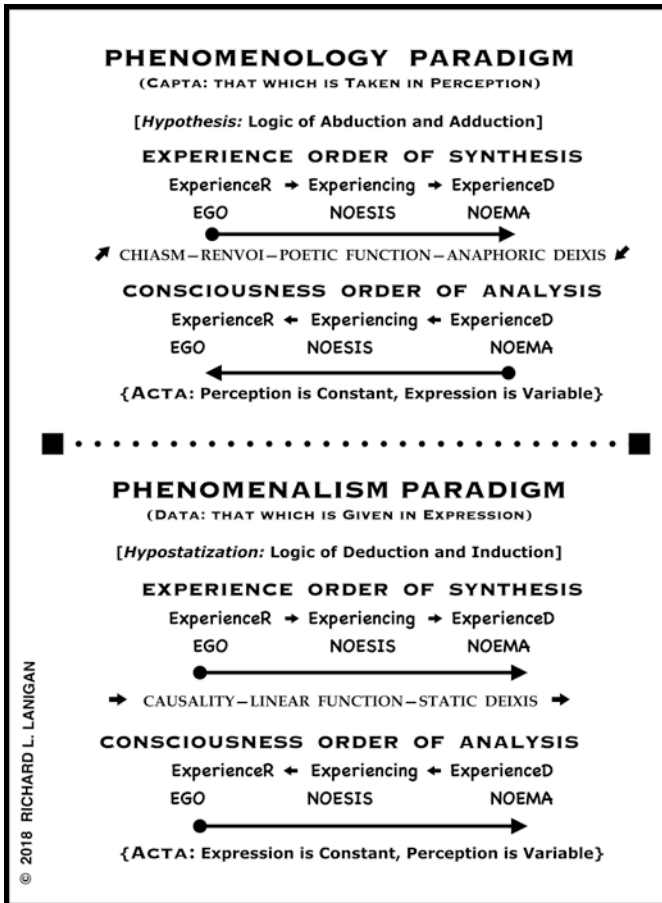 PHENOMENOLOGY PARADIGM
(CAPTA: THAT WHICH IS TAKEN IN PERCEPTION)
[Hypothesis: Logic of Abduction and Adduction]
EXPERIENCE ORDER OF SYNTHESIS
ExperienceR → Experiencing → ExperienceD
EGO NOESIS NOEMA
↗ CHIASM–RENVOI–POETIC FUNCTION–ANAPHORIC DEIXIS ↙
CONSCIOUSNESS ORDER OF ANALYSIS
ExperienceR ← Experiencing ← ExperienceD
EGO NOESIS NOEMA
{ACTA: Perception is Constant, Expression is Variable}
PHENOMENALISM PARADIGM
(DATA: THAT WHICH IS GIVEN IN EXPRESSION)
[Hypostatization: Logic of Deduction and Induction]
EXPERIENCE ORDER OF SYNTHESIS
ExperienceR → Experiencing → ExperienceD
EGO NOESIS NOEMA
→ CAUSALITY–LINEAR FUNCTION–STATIC DEIXIS →
CONSCIOUSNESS ORDER OF ANALYSIS
ExperienceR ← Experiencing ← ExperienceD
EGO NOESIS NOEMA
{ACTA: Expression is Constant, Perception is Variable}
© 2018 RICHARD L. LANIGAN